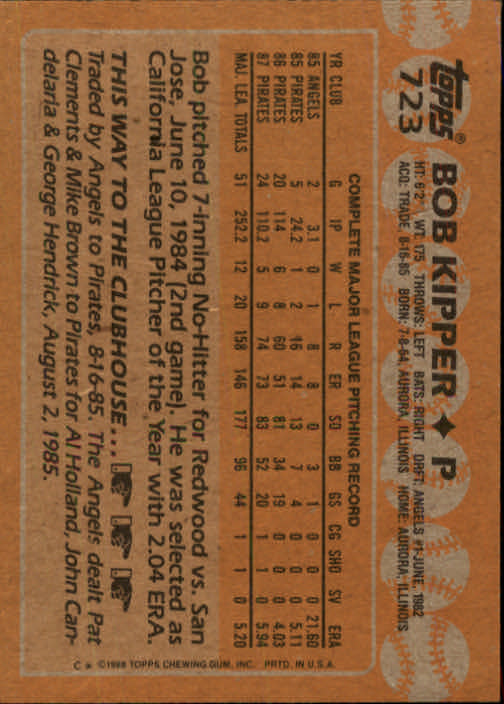 topps®
723
BOB KIPPER ✦ P
HT: 6'2" WT: 175 THROWS: LEFT BATS: RIGHT DRFT: ANGELS #1-JUNE, 1982
ACQ: TRADE, 8-16-85 BORN: 7-8-64, AURORA, ILLINOIS HOME: AURORA, ILLINOIS
COMPLETE MAJOR LEAGUE PITCHING RECORD
YR CLUB G IP W L R ER SO BB GS CG SHO SV ERA
85 ANGELS 2 3.1 0 1 8 8 0 3 1 0 0 0 21.60
85 PIRATES 5 24.2 1 2 16 14 13 7 4 0 0 0 5.11
86 PIRATES 20 114 6 8 60 51 81 34 19 0 0 0 4.03
87 PIRATES 24 110.2 5 9 74 73 83 52 20 1 1 0 5.94
MAJ. LEA. TOTALS 51 252.2 12 20 158 146 177 96 44 1 1 0 5.20
Bob pitched 7-inning No-Hitter for Redwood vs. San
Jose, June 10, 1984 (2nd game). He was selected as
California League Pitcher of the Year with 2.04 ERA.
THIS WAY TO THE CLUBHOUSE...
Traded by Angels to Pirates, 8-16-85. The Angels dealt Pat
Clements & Mike Brown to Pirates for Al Holland, John Can-
delaria & George Hendrick, August 2, 1985.
©1988 TOPPS CHEWING GUM, INC. PRTD. IN U.S.A.